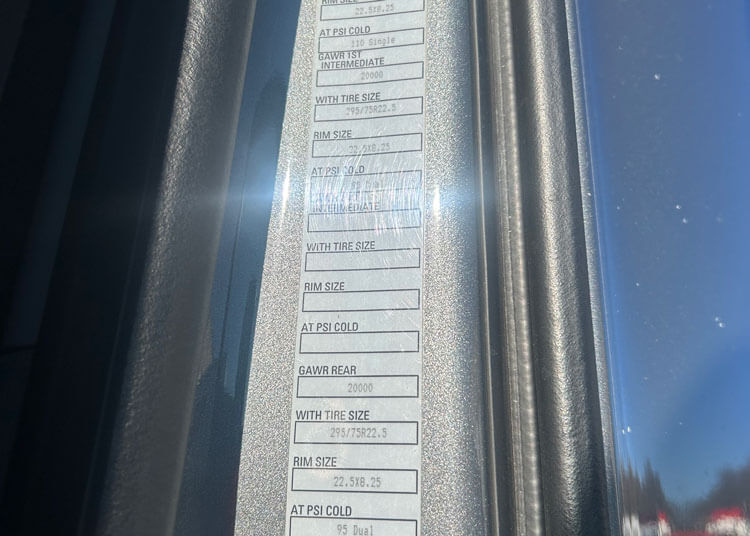 RIM SIZE
22.5X8.25
AT PSI COLD
110 Single
GAWR 1ST
INTERMEDIATE
20000
WITH TIRE SIZE
295/75R22.5
RIM SIZE
22.5X8.25
AT PSI COLD
Dual
INTERMEDIATE
WITH TIRE SIZE
RIM SIZE
AT PSI COLD
GAWR REAR
20000
WITH TIRE SIZE
295/75R22.5
RIM SIZE
22.5X8.25
AT PSI COLD
95 Dual